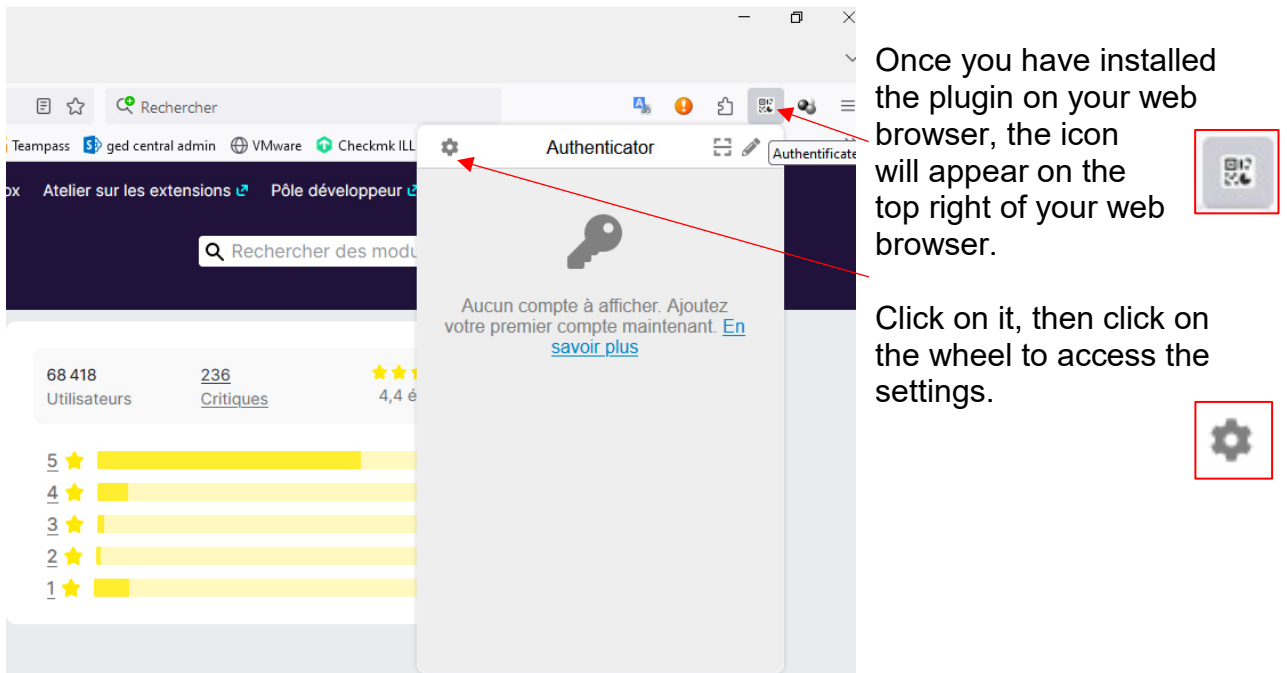 Rechercher
Teampass ged central admin VMware Checkmk ILL
Authenticator
Authentificate
ox Atelier sur les extensions Pôle développeur
Rechercher des modu
Aucun compte à afficher. Ajoutez
votre premier compte maintenant. En
savoir plus
68 418
Utilisateurs
236
Critiques
4,4 é
5
4
3
2
1
Once you have installed
the plugin on your web
browser, the icon
will appear on the
top right of your web
browser.
Click on it, then click on
the wheel to access the
settings.